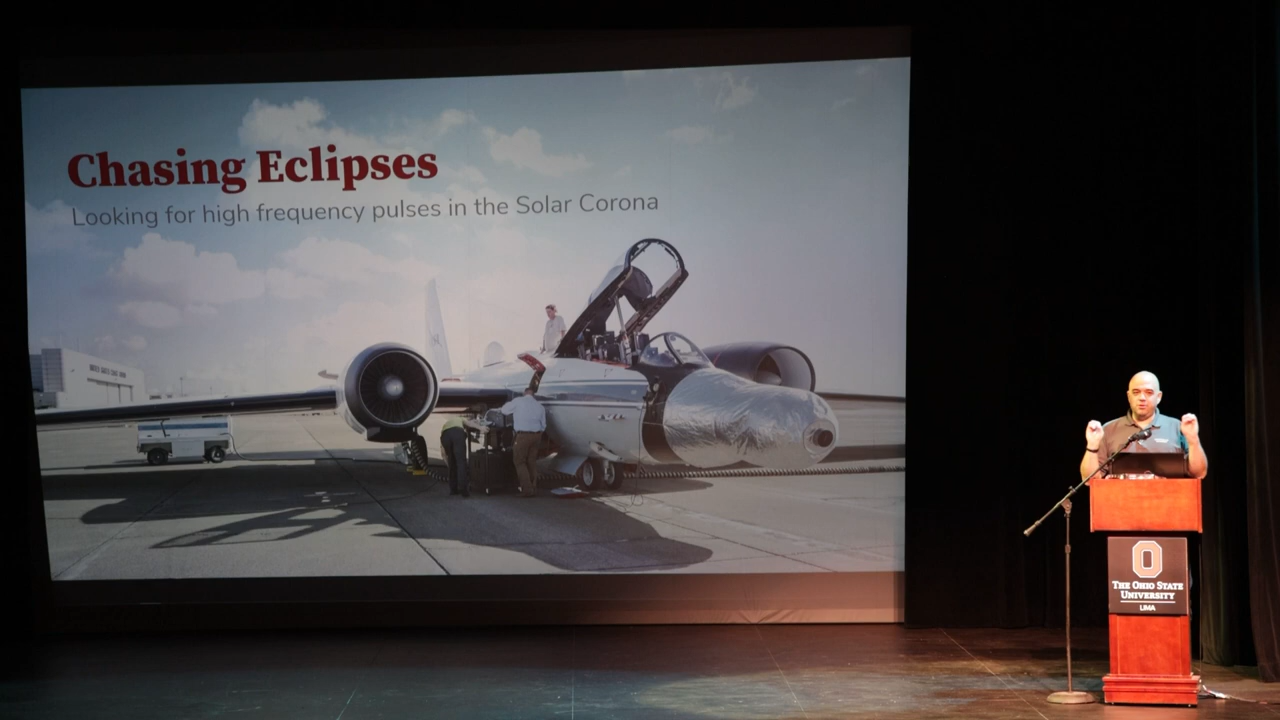 Chasing Eclipses
Looking for high frequency pulses in the Solar Corona
O
THE OHIO STATE
UNIVERSITY
LIMA